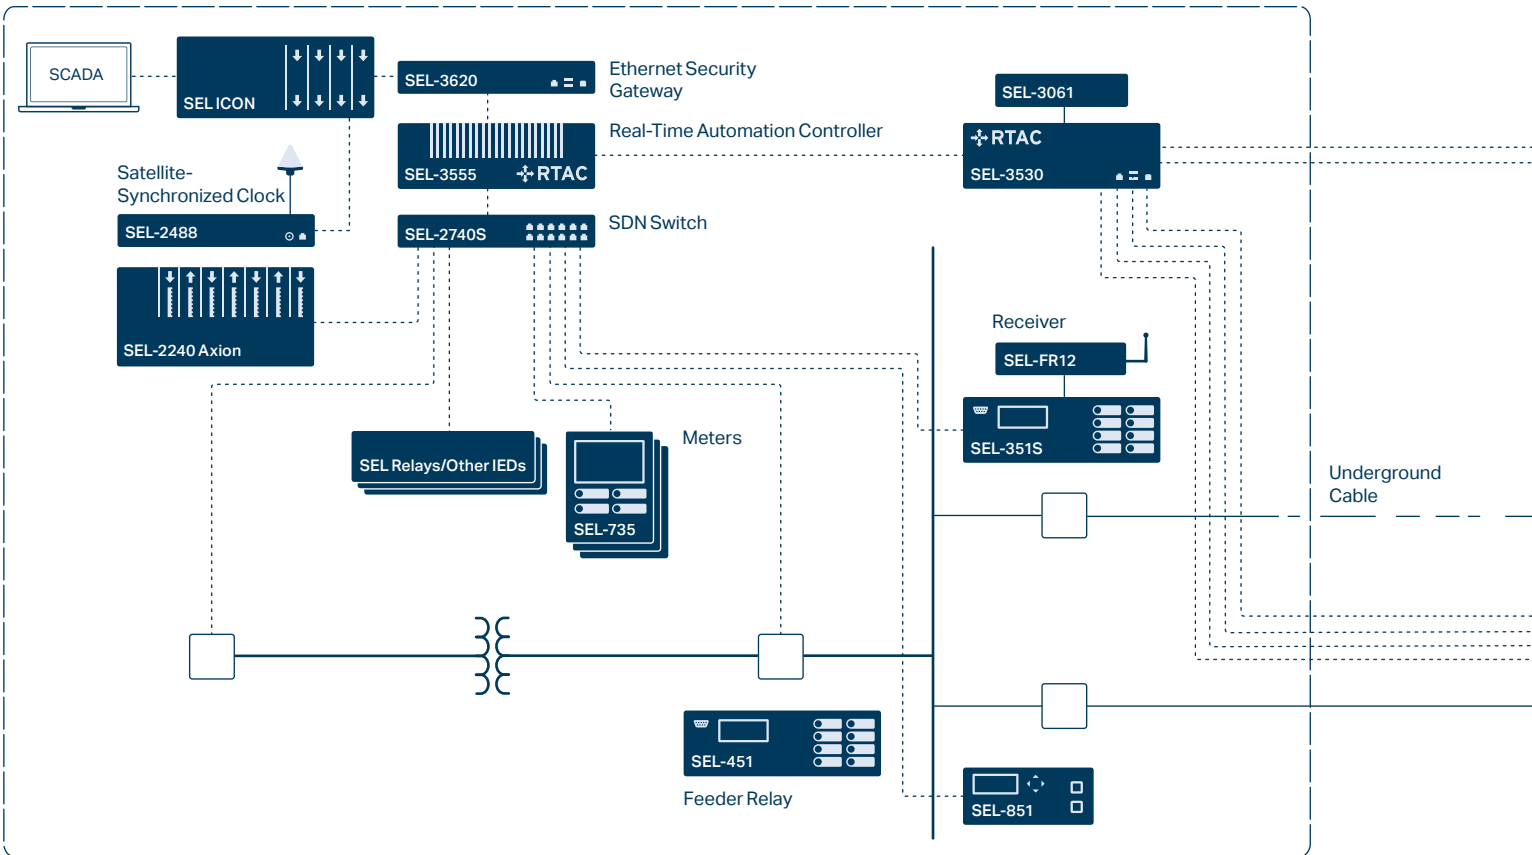 SCADA
SEL ICON
SEL-3620
Ethernet Security
Gateway
SEL-3061
Real-Time Automation Controller
SEL-3555
RTAC
RTAC
SEL-3530
Satellite-
Synchronized Clock
SEL-2488
SEL-2740S
SDN Switch
SEL-2240 Axion
Receiver
SEL-FR12
SEL-351S
SEL Relays/Other IEDs
Meters
SEL-735
Underground
Cable
SEL-451
Feeder Relay
SEL-851